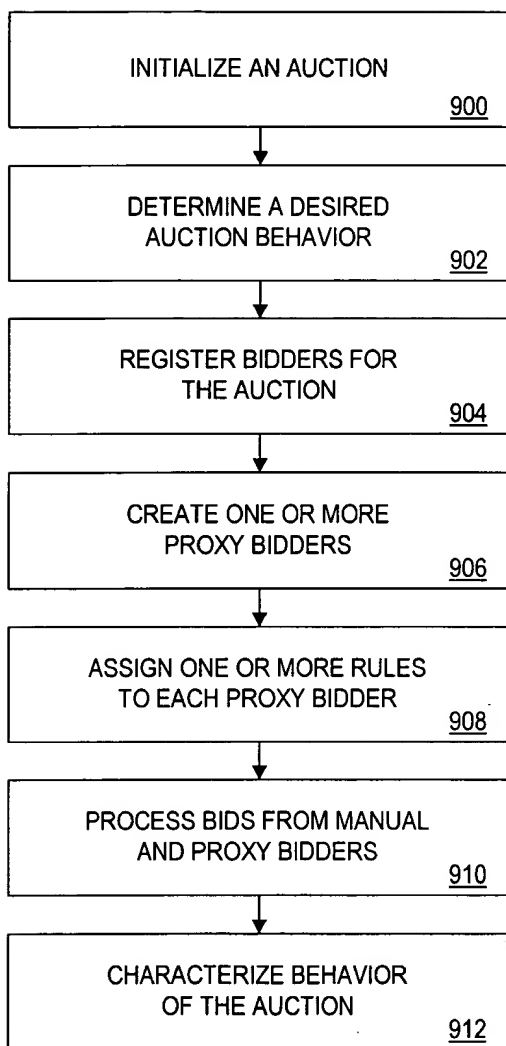 INITIALIZE AN AUCTION
900
DETERMINE A DESIRED
AUCTION BEHAVIOR
902
REGISTER BIDDERS FOR
THE AUCTION
904
CREATE ONE OR MORE
PROXY BIDDERS
906
ASSIGN ONE OR MORE RULES
TO EACH PROXY BIDDER
908
PROCESS BIDS FROM MANUAL
AND PROXY BIDDERS
910
CHARACTERIZE BEHAVIOR
OF THE AUCTION
912